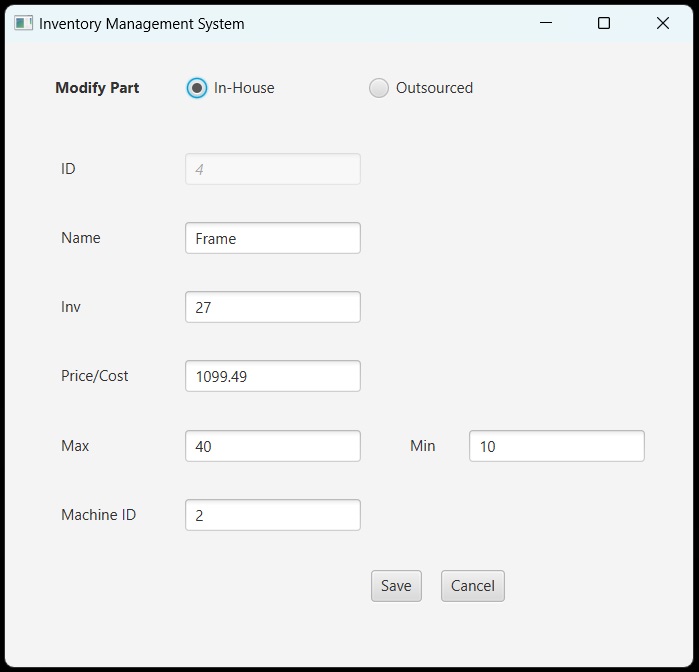 Inventory Management System
Modify Part In-House Outsourced
ID 4
Name Frame
Inv 27
Price/Cost 1099.49
Max 40 Min 10
Machine ID 2
Save Cancel